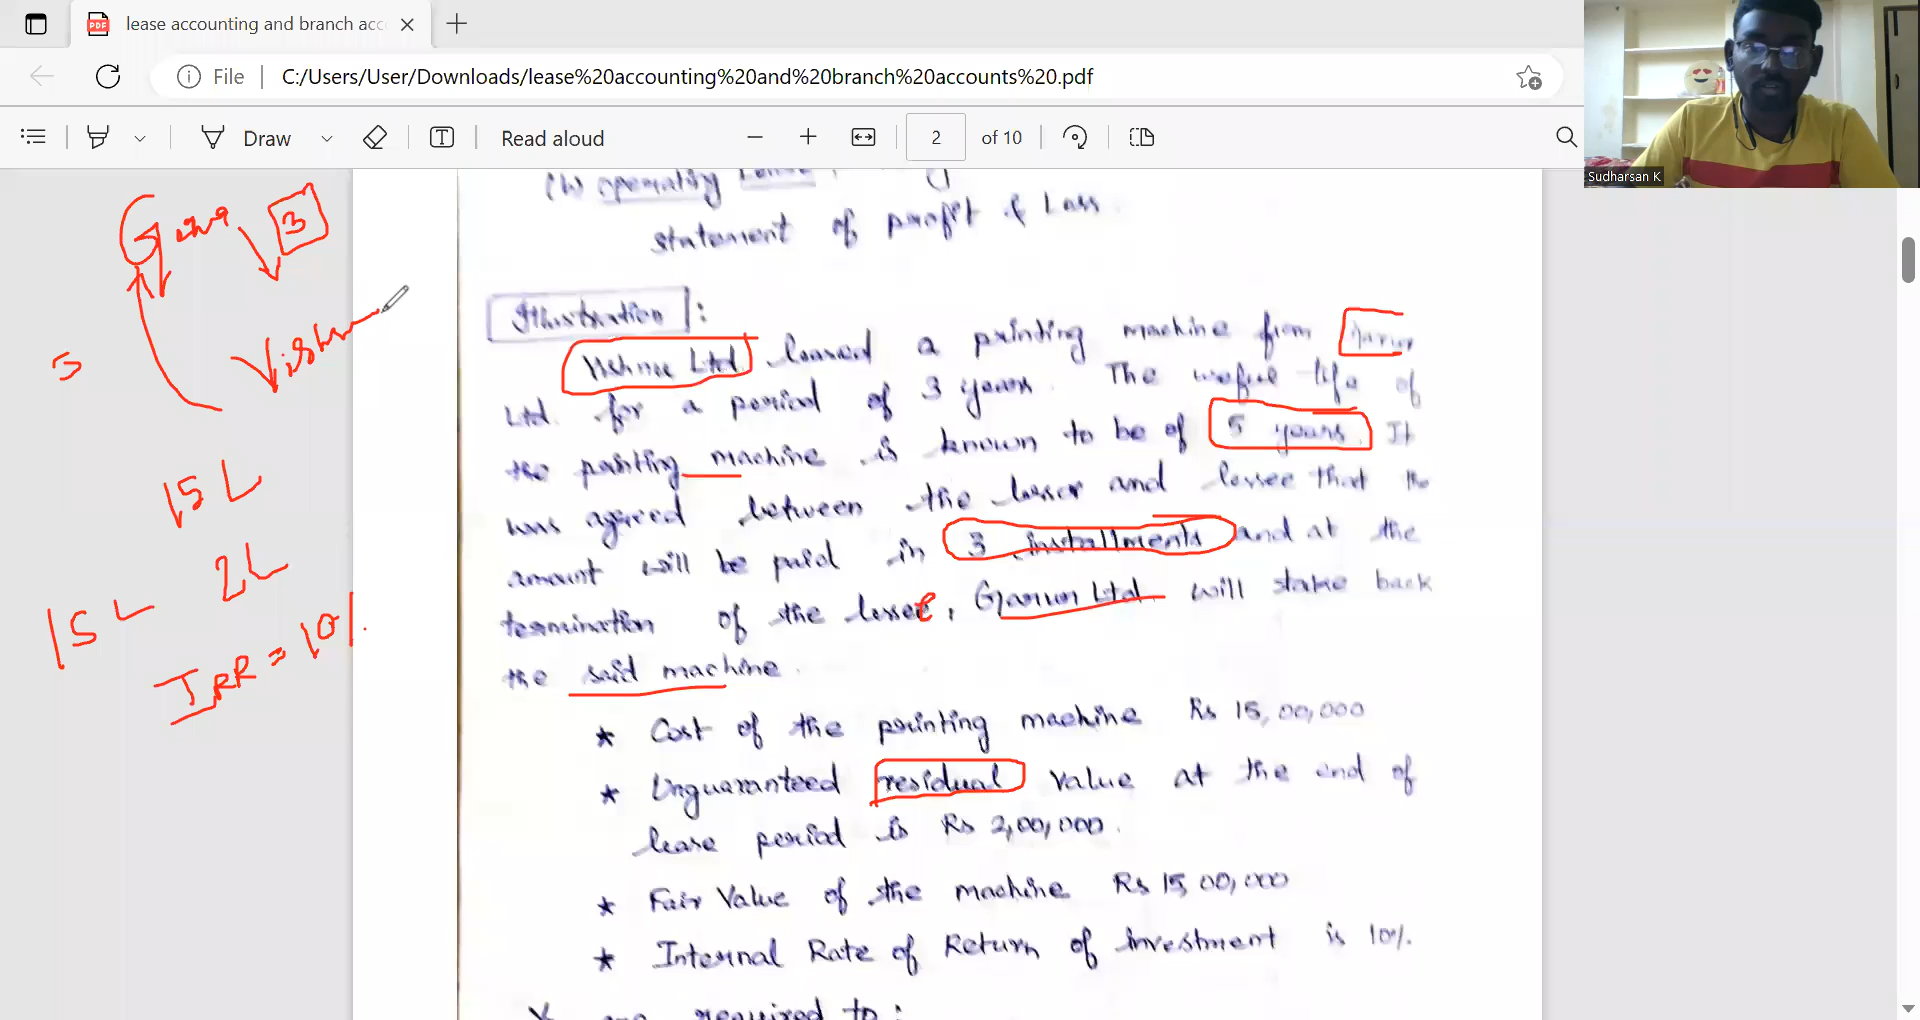 lease accounting and branch acc
File C:/Users/User/Downloads/lease%20accounting%20and%20branch%20accounts%20.pdf
Draw Read aloud 2 of 10
Sudharsan K
(b) operating Lease :
statement of profit & Loss
3
Illustration :
Vishnu Ltd. leased a printing machine from
Vishnu
5
Ltd. for a period of 3 years. The useful life of
the printing machine is known to be of 5 years. It
15 L
was agreed between the lessor and lessee that the
2L
amount will be paid in 3 installments and at the
15 L
termination of the lessee, Garun Ltd. will take back
IRR = 10%.
the said machine.
* Cost of the printing machine Rs 15,00,000
* Unguaranteed residual value at the end of
lease period is Rs 2,00,000.
* Fair Value of the machine Rs 15,00,000
* Internal Rate of Return of investment is 10%.
required to :